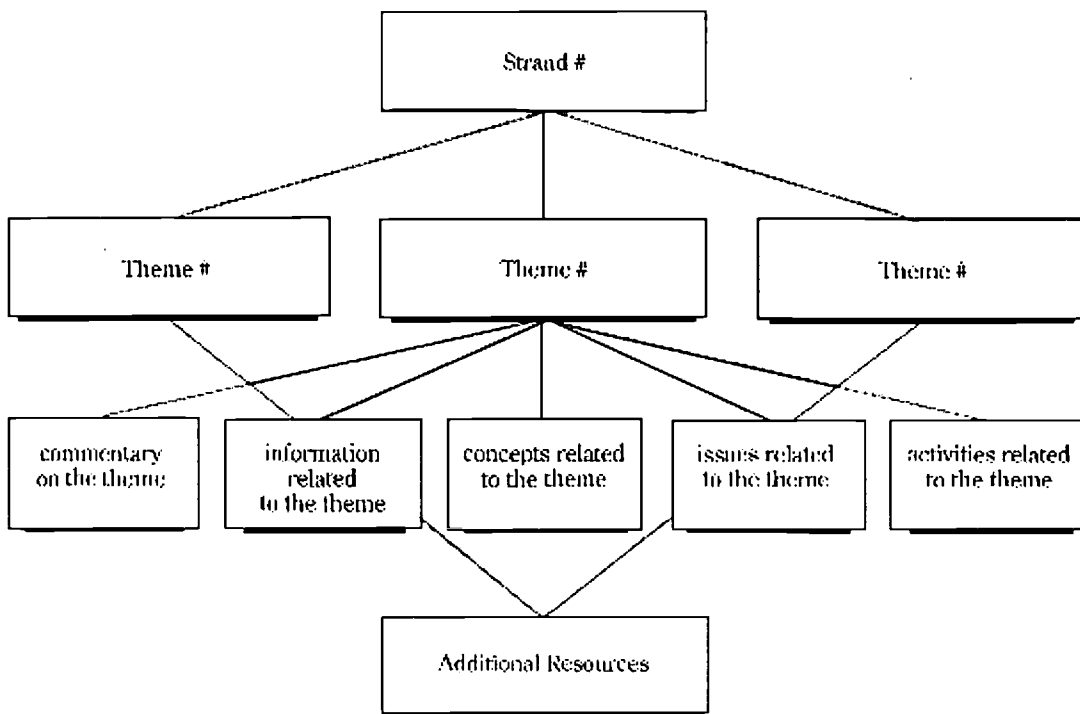 Strand #
Theme #
Theme #
Theme #
commentary
on the theme
information
related
to the theme
concepts related
to the theme
issues related
to the theme
activities related
to the theme
Additional Resources